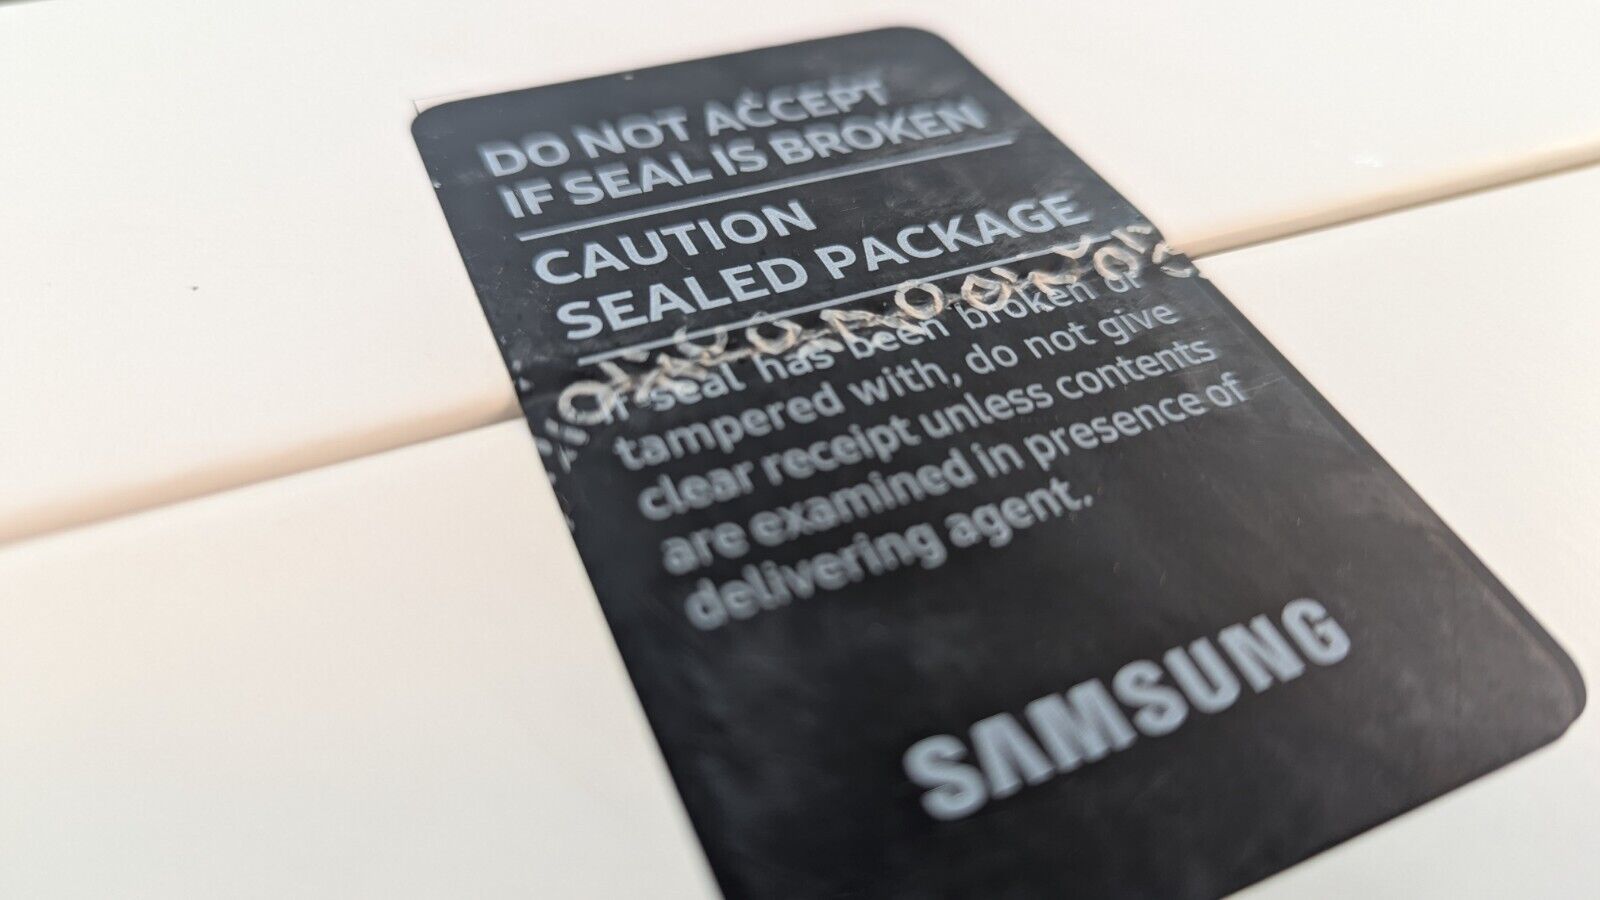 DO NOT ACCEPT
IF SEAL IS BROKEN
CAUTION
SEALED PACKAGE
If seal has been broken or
tampered with, do not give
clear receipt unless contents
are examined in presence of
delivering agent.
SAMSUNG